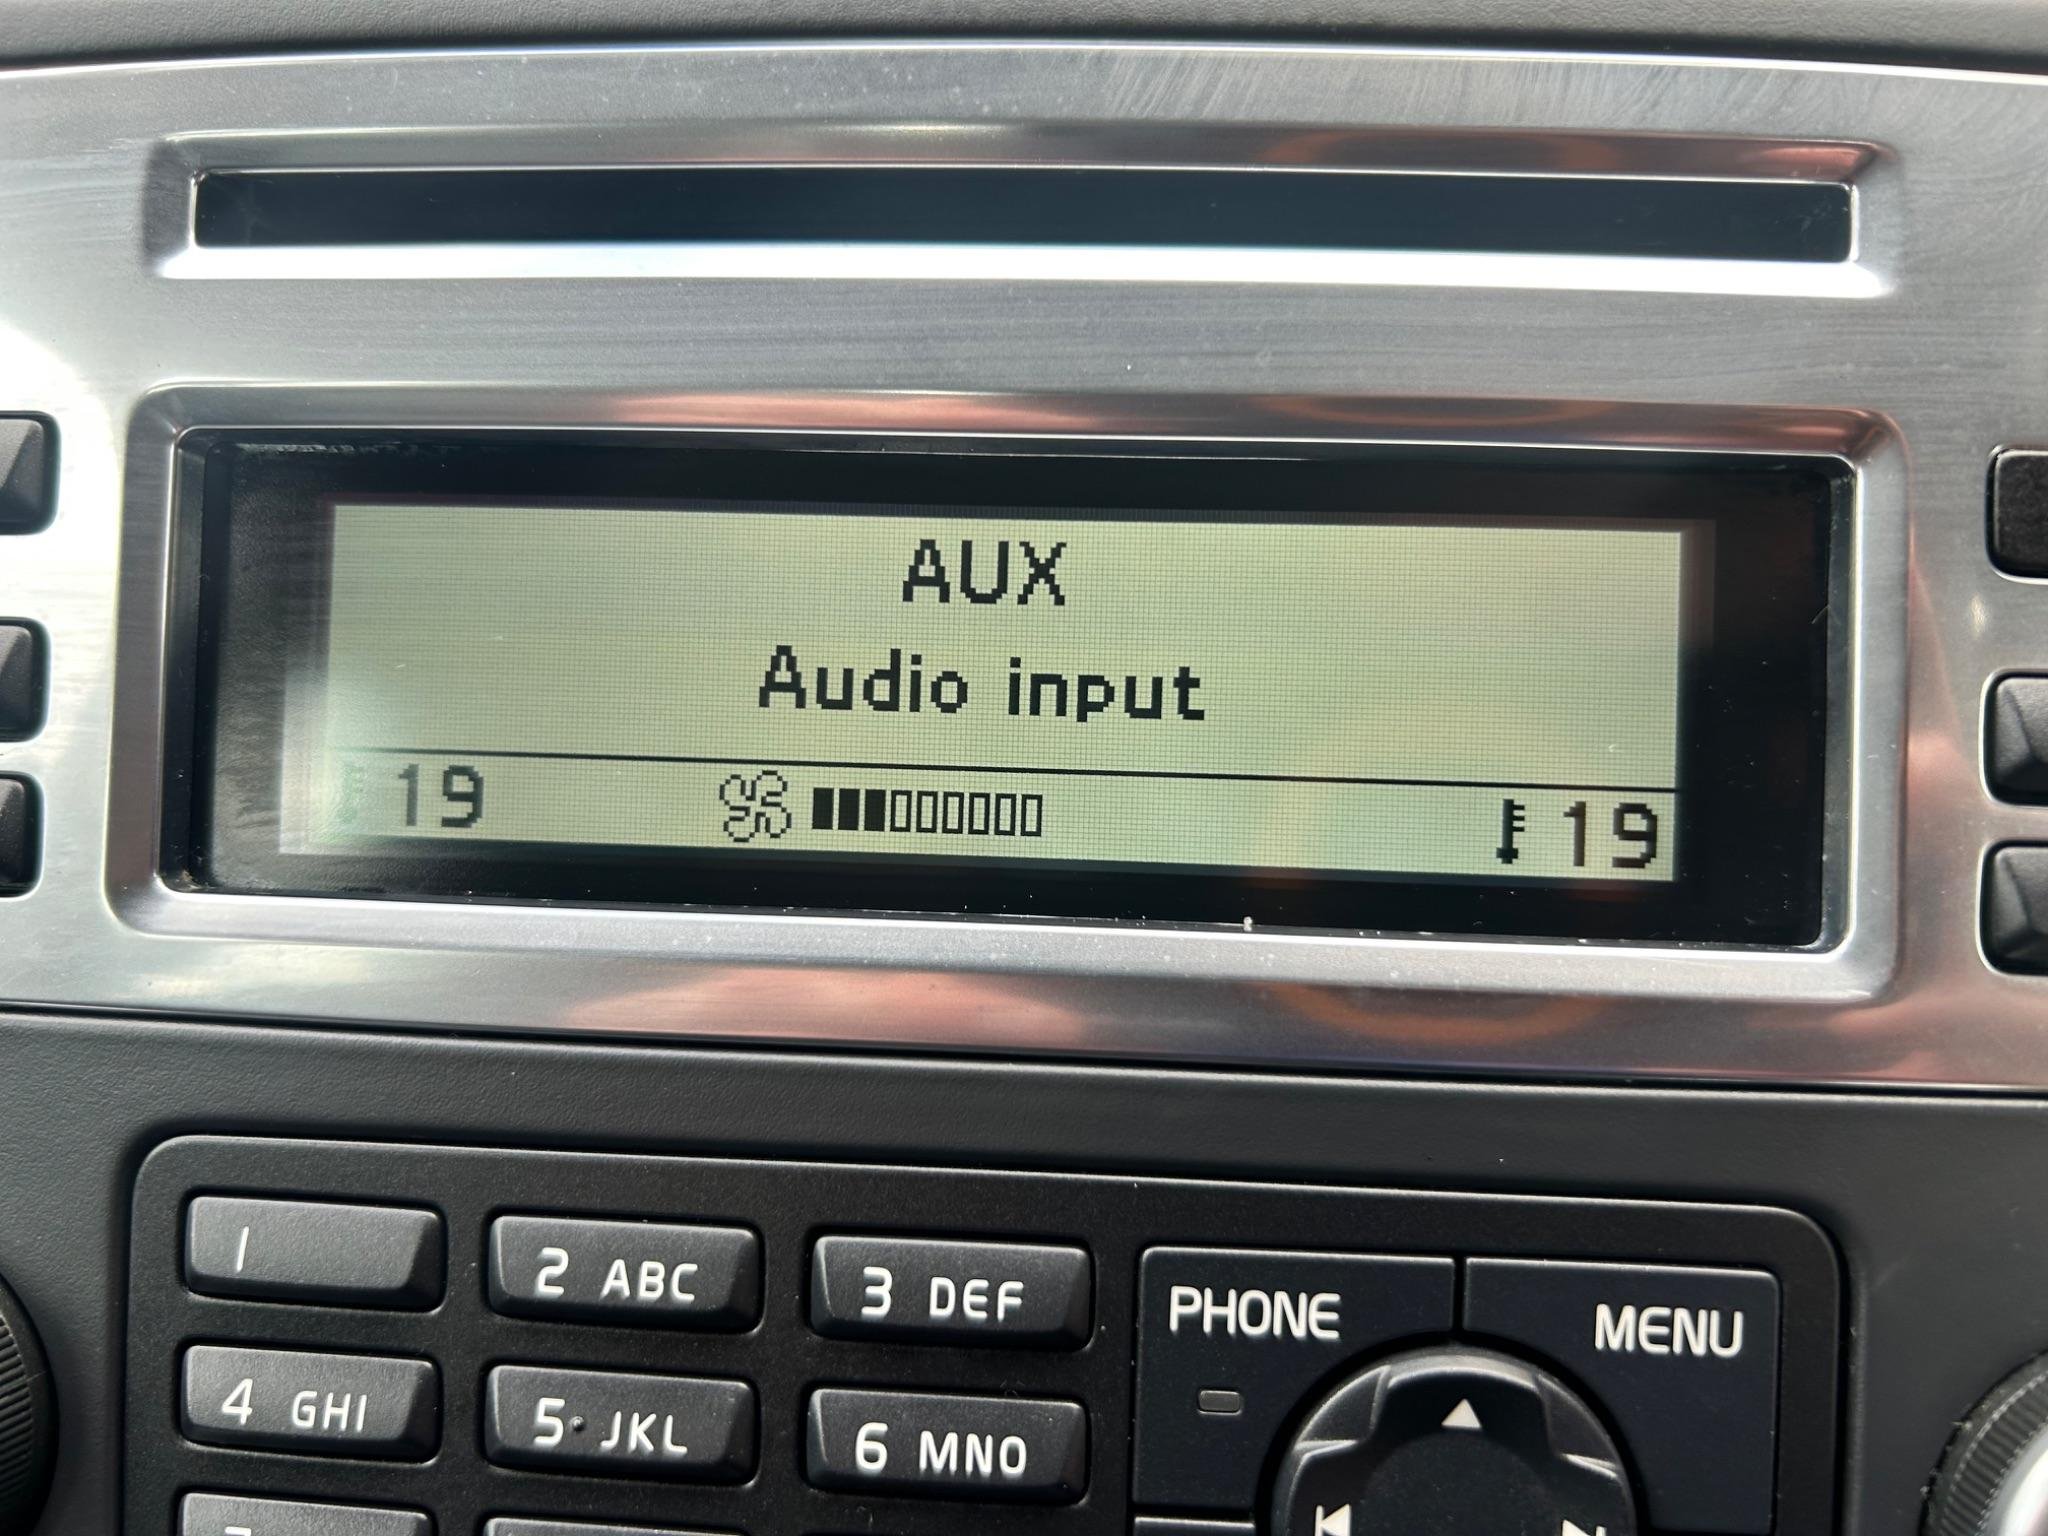 AUX
Audio input
19 19
1 2 ABC 3 DEF PHONE MENU
4 GHI 5 JKL 6 MNO